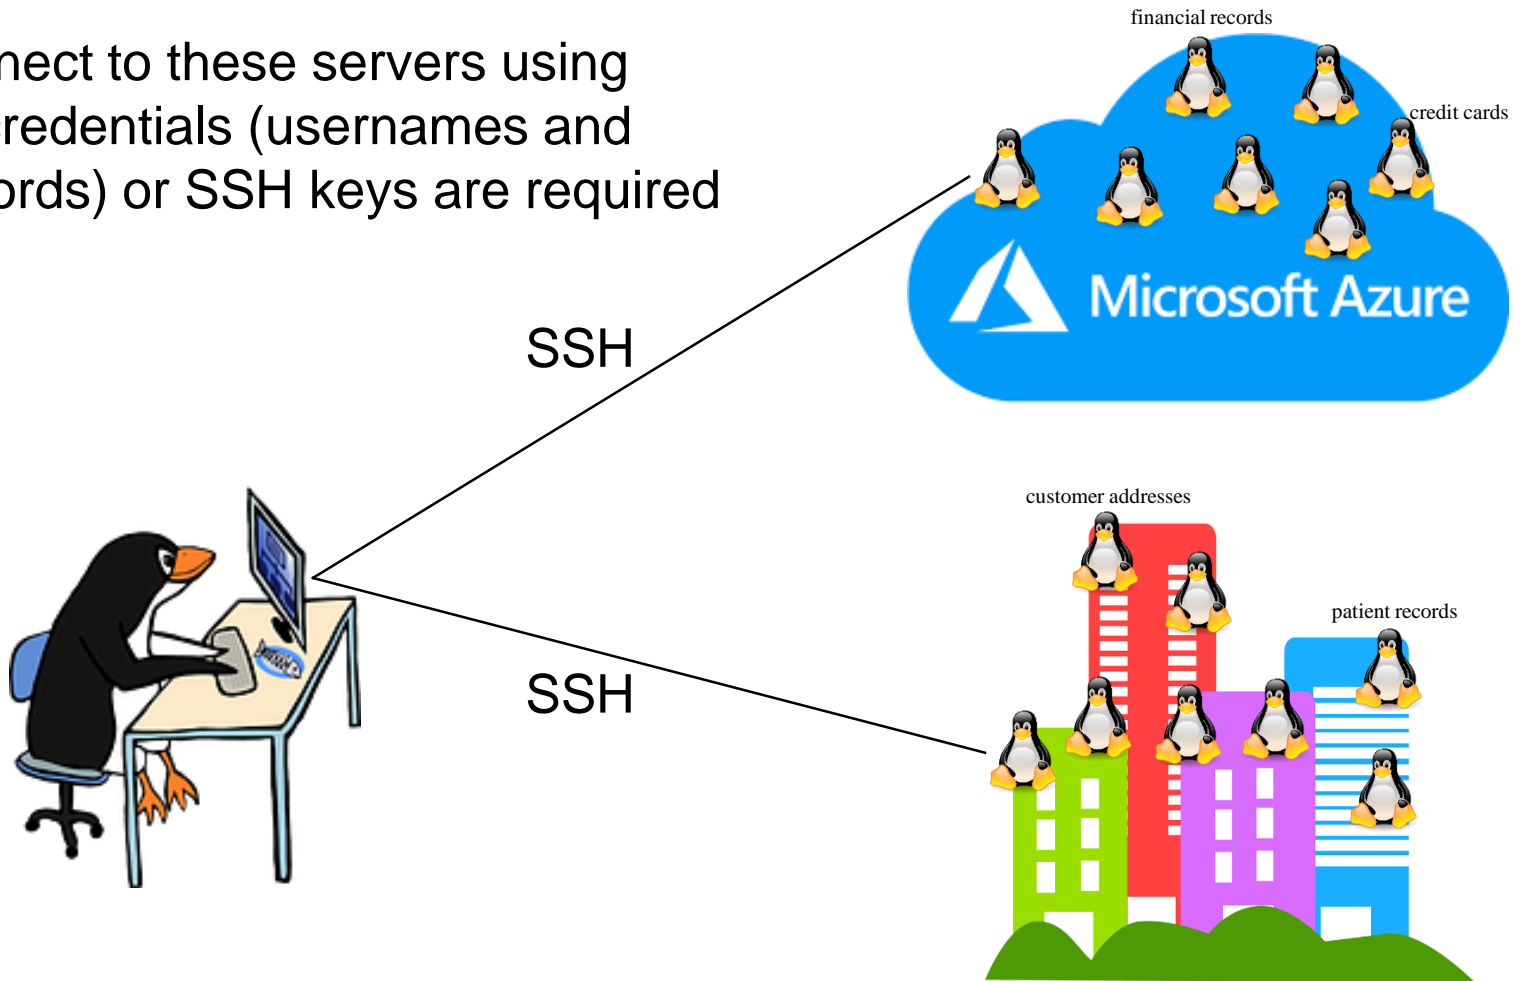 financial records
nect to these servers using
credentials (usernames and
ords) or SSH keys are required
credit cards
Microsoft Azure
SSH
customer addresses
patient records
SSH